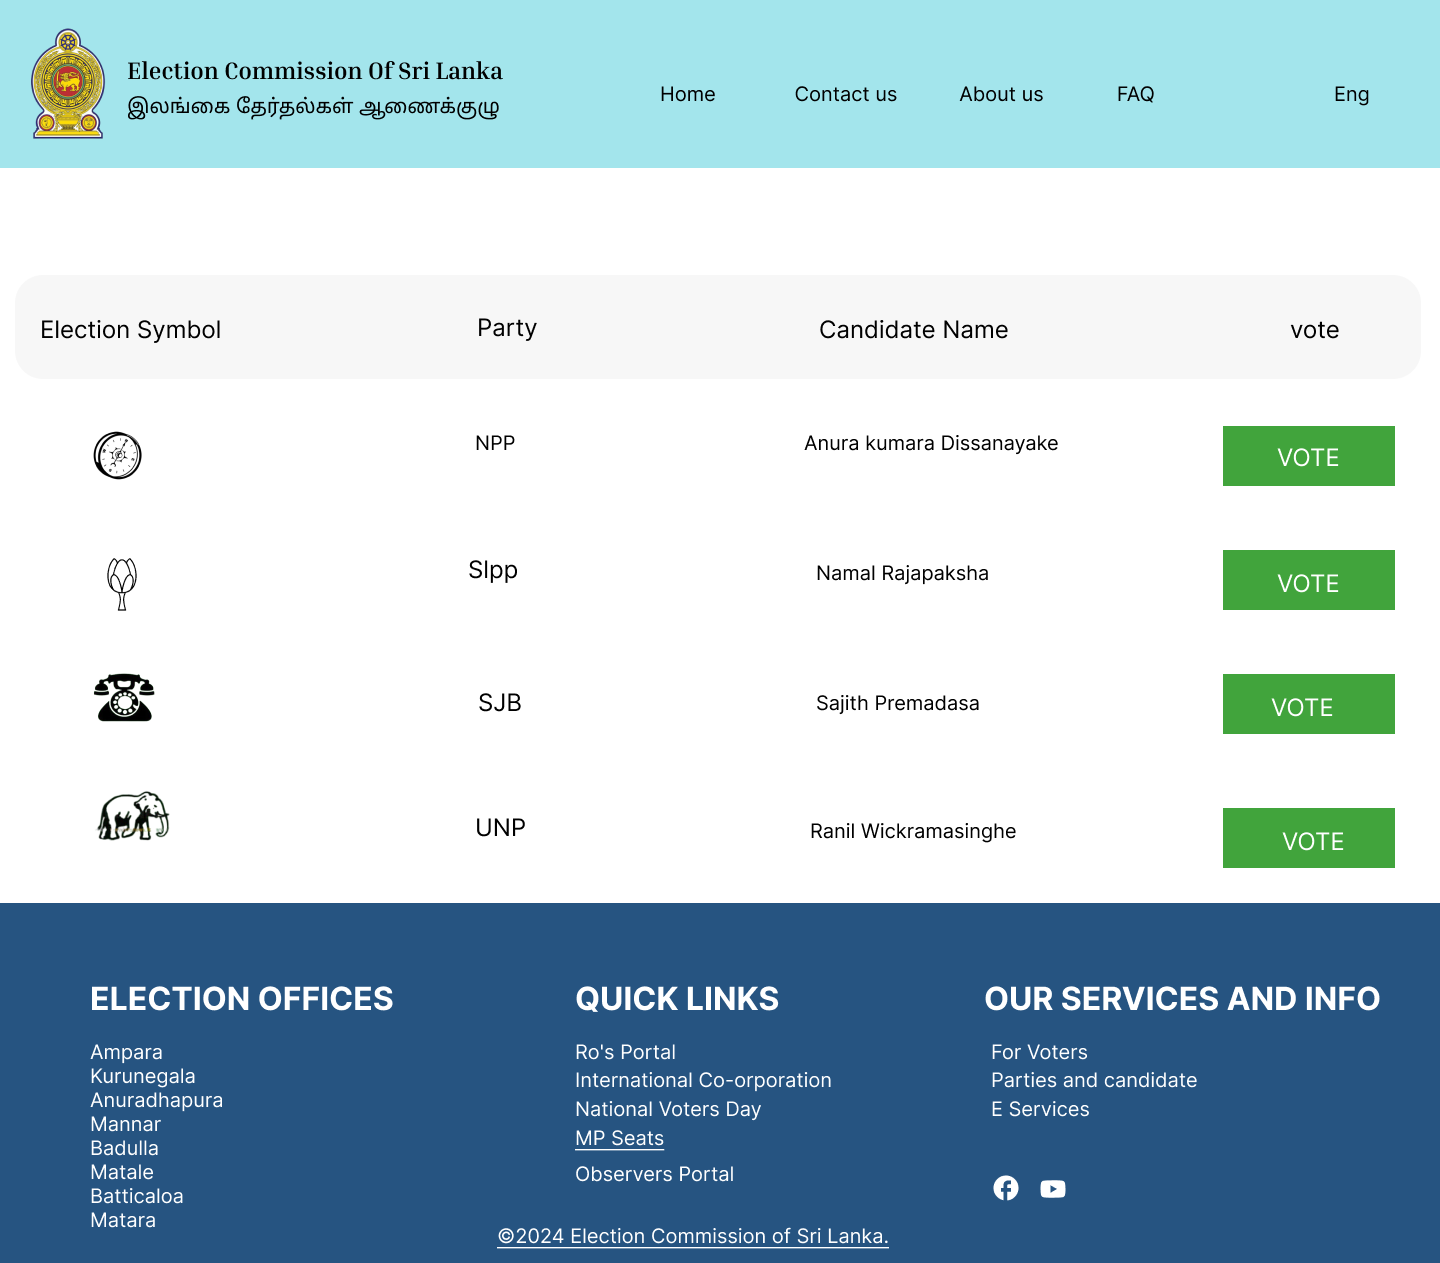 Election Commission Of Sri Lanka
இலங்கை தேர்தல்கள் ஆணைக்குழு
Home Contact us About us FAQ Eng
Election Symbol Party Candidate Name vote
NPP Anura kumara Dissanayake VOTE
Slpp Namal Rajapaksha VOTE
SJB Sajith Premadasa VOTE
UNP Ranil Wickramasinghe VOTE
ELECTION OFFICES
Ampara
Kurunegala
Anuradhapura
Mannar
Badulla
Matale
Batticaloa
Matara
QUICK LINKS
Ro's Portal
International Co-orporation
National Voters Day
MP Seats
Observers Portal
OUR SERVICES AND INFO
For Voters
Parties and candidate
E Services
©2024 Election Commission of Sri Lanka.